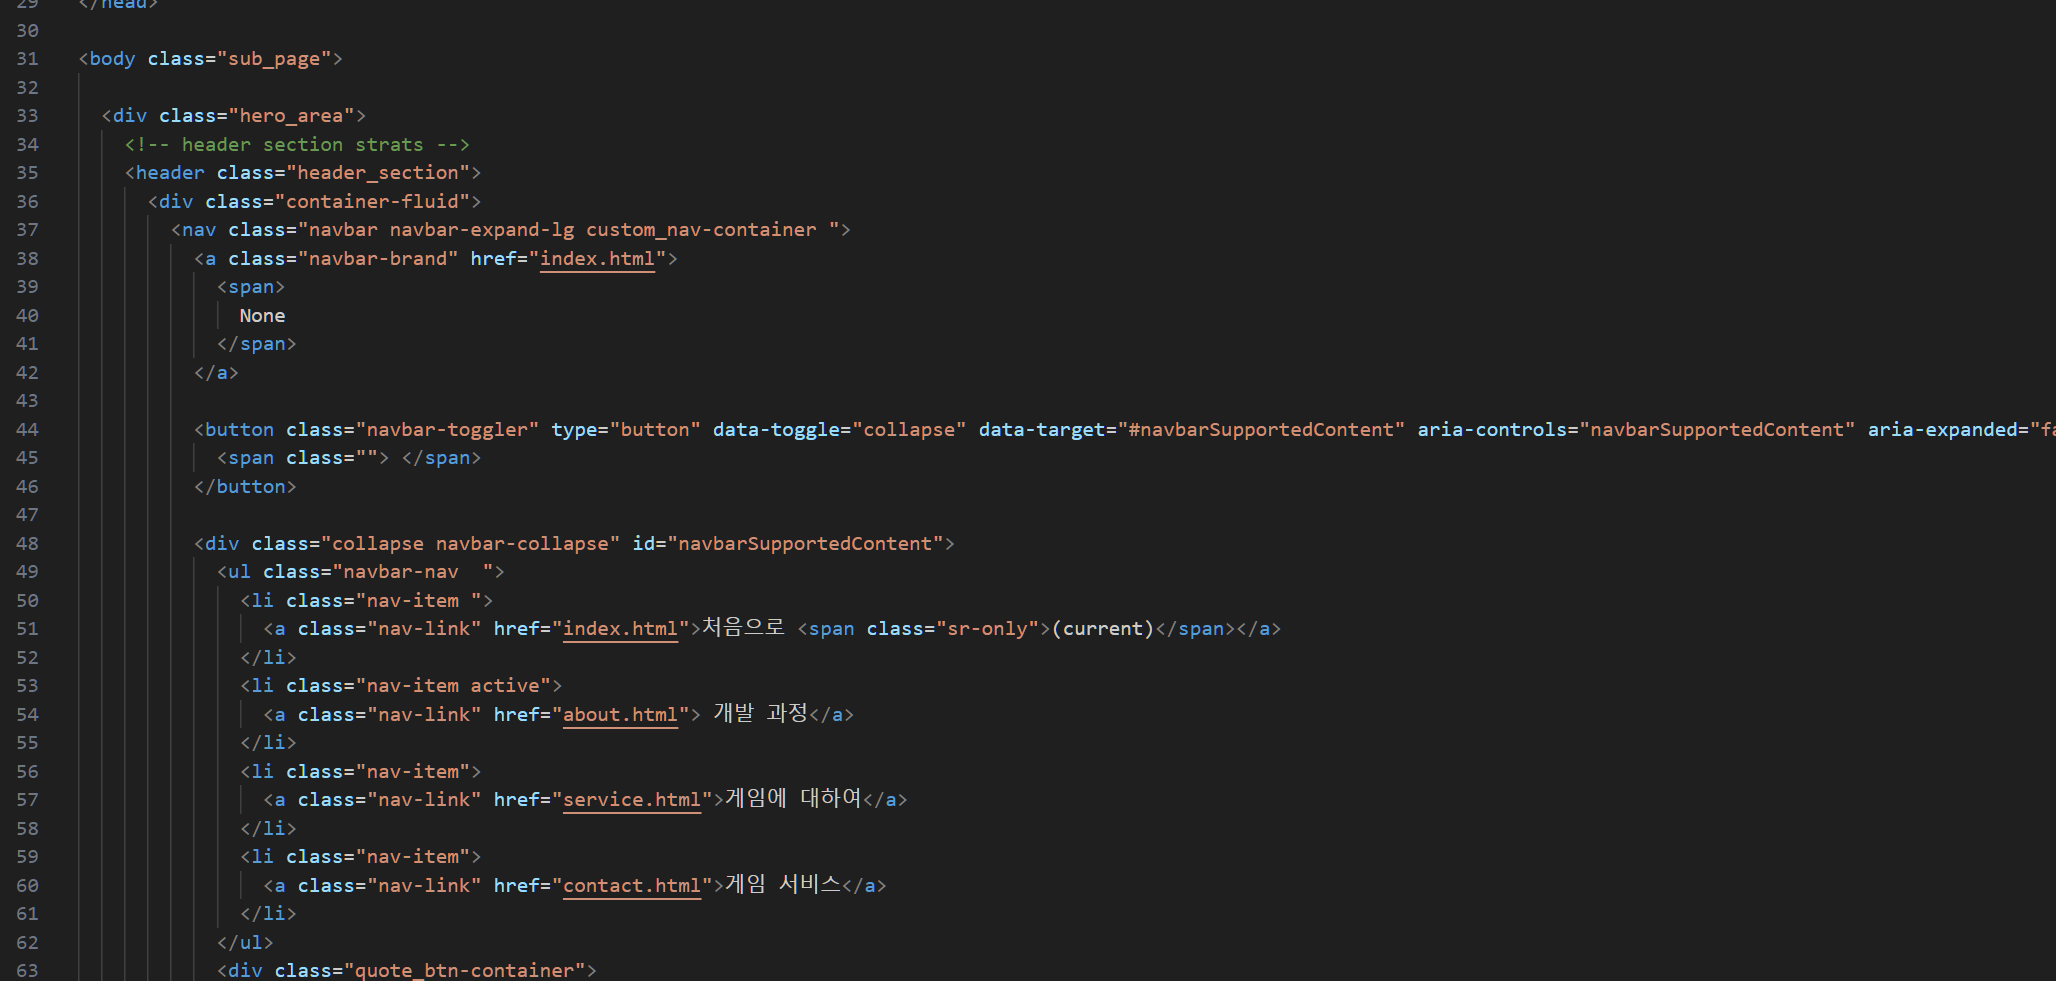 29 </head>
30
31 <body class="sub_page">
32
33 <div class="hero_area">
34 <!-- header section strats -->
35 <header class="header_section">
36 <div class="container-fluid">
37 <nav class="navbar navbar-expand-lg custom_nav-container ">
38 <a class="navbar-brand" href="index.html">
39 <span>
40 None
41 </span>
42 </a>
43
44 <button class="navbar-toggler" type="button" data-toggle="collapse" data-target="#navbarSupportedContent" aria-controls="navbarSupportedContent" aria-expanded="fa
45 <span class=""> </span>
46 </button>
47
48 <div class="collapse navbar-collapse" id="navbarSupportedContent">
49 <ul class="navbar-nav  ">
50 <li class="nav-item ">
51 <a class="nav-link" href="index.html">처음으로 <span class="sr-only">(current)</span></a>
52 </li>
53 <li class="nav-item active">
54 <a class="nav-link" href="about.html"> 개발 과정</a>
55 </li>
56 <li class="nav-item">
57 <a class="nav-link" href="service.html">게임에 대하여</a>
58 </li>
59 <li class="nav-item">
60 <a class="nav-link" href="contact.html">게임 서비스</a>
61 </li>
62 </ul>
63 <div class="quote_btn-container">